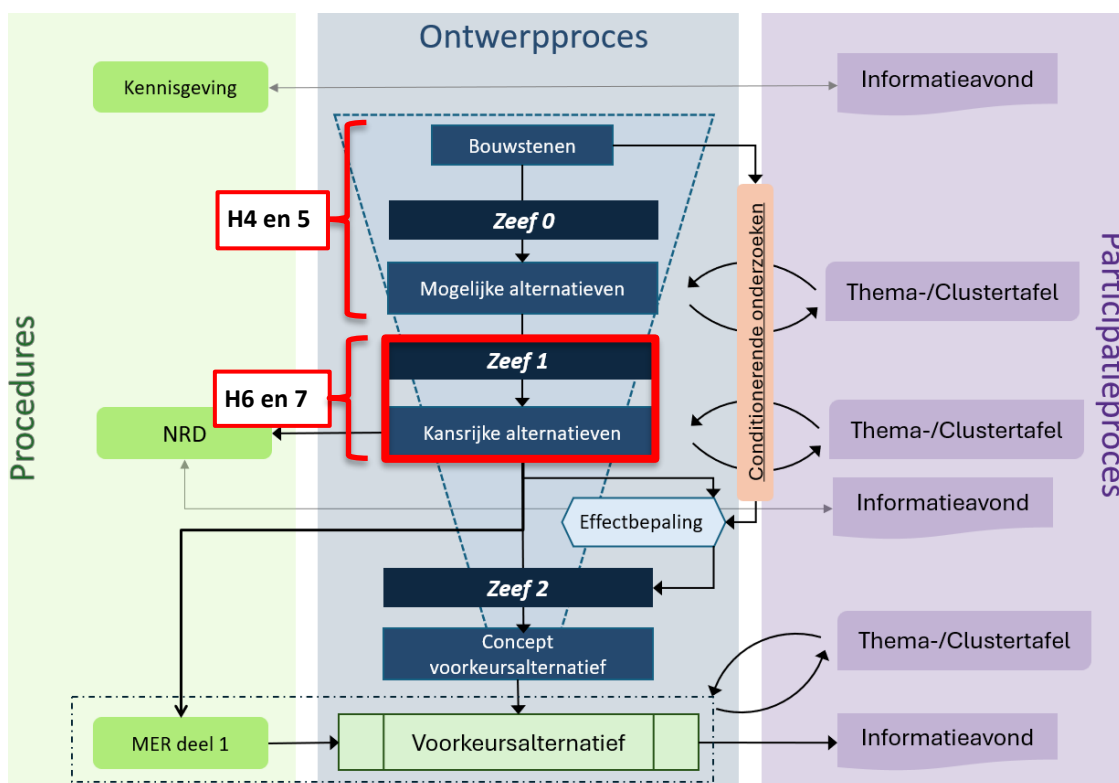 Ontwerpproces
Kennisgeving
Informatieavond
Bouwstenen
H4 en 5
Zeef 0
Mogelijke alternatieven
Conditionerende onderzoeken
Thema-/Clustertafel
Procedures
Participatieproces
Zeef 1
H6 en 7
Kansrijke alternatieven
NRD
Thema-/Clustertafel
Informatieavond
Effectbepaling
Zeef 2
Concept
voorkeursalternatief
Thema-/Clustertafel
MER deel 1
Voorkeursalternatief
Informatieavond